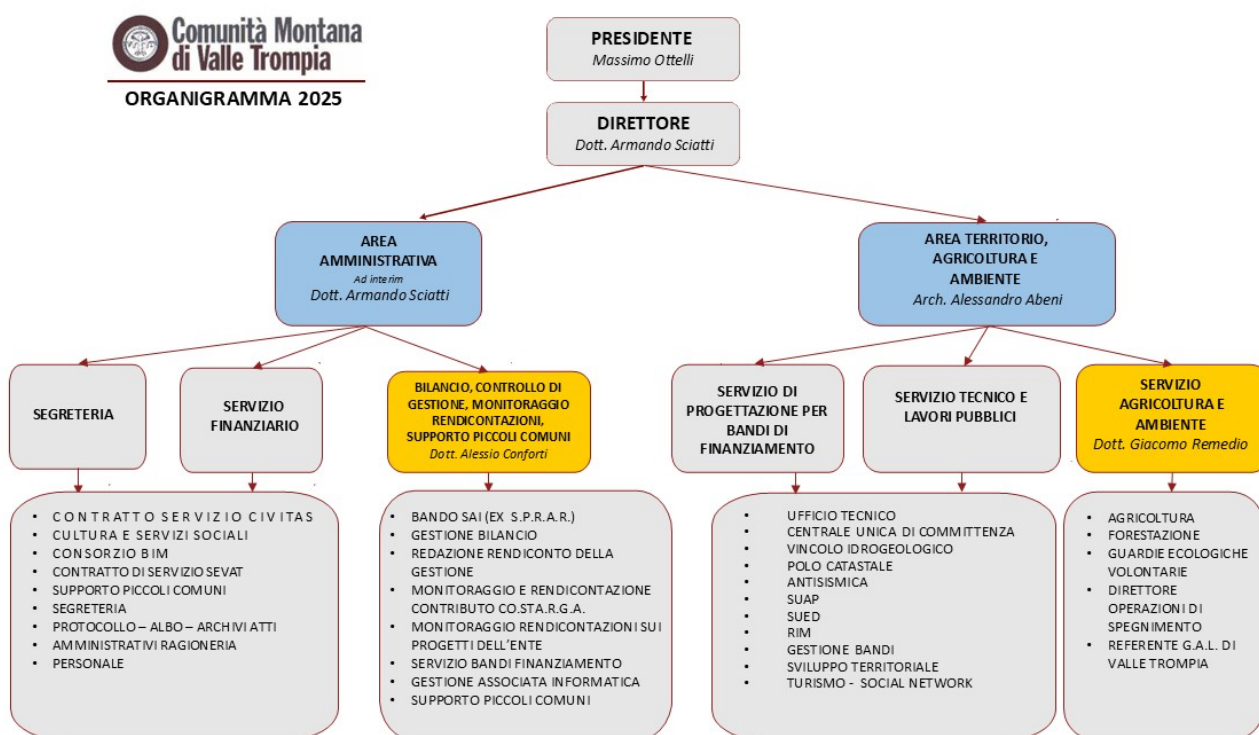 Comunità Montana
di Valle Trompia
ORGANIGRAMMA 2025
PRESIDENTE
Massimo Ottelli
DIRETTORE
Dott. Armando Sciatti
AREA
AMMINISTRATIVA
Ad interim
Dott. Armando Sciatti
AREA TERRITORIO,
AGRICOLTURA E
AMBIENTE
Arch. Alessandro Abeni
SEGRETERIA
SERVIZIO
FINANZIARIO
BILANCIO, CONTROLLO DI
GESTIONE, MONITORAGGIO
RENDICONTAZIONI,
SUPPORTO PICCOLI COMUNI
Dott. Alessio Conforti
SERVIZIO DI
PROGETTAZIONE PER
BANDI DI
FINANZIAMENTO
SERVIZIO TECNICO E
LAVORI PUBBLICI
SERVIZIO
AGRICOLTURA E
AMBIENTE
Dott. Giacomo Remedio
• CONTRATTO SERVIZIO CIVITAS
• CULTURA E SERVIZI SOCIALI
• CONSORZIO BIM
• CONTRATTO DI SERVIZIO SEVAT
• SUPPORTO PICCOLI COMUNI
• SEGRETERIA
• PROTOCOLLO – ALBO – ARCHIVI ATTI
• AMMINISTRATIVI RAGIONERIA
• PERSONALE
• BANDO SAI (EX S.P.R.A.R.)
• GESTIONE BILANCIO
• REDAZIONE RENDICONTO DELLA
GESTIONE
• MONITORAGGIO E RENDICONTAZIONE
CONTRIBUTO CO.STA.R.G.A.
• MONITORAGGIO RENDICONTAZIONI SUI
PROGETTI DELL'ENTE
• SERVIZIO BANDI FINANZIAMENTO
• GESTIONE ASSOCIATA INFORMATICA
• SUPPORTO PICCOLI COMUNI
• UFFICIO TECNICO
• CENTRALE UNICA DI COMMITTENZA
• VINCOLO IDROGEOLOGICO
• POLO CATASTALE
• ANTISISMICA
• SUAP
• SUED
• RIM
• GESTIONE BANDI
• SVILUPPO TERRITORIALE
• TURISMO - SOCIAL NETWORK
• AGRICOLTURA
• FORESTAZIONE
• GUARDIE ECOLOGICHE
VOLONTARIE
• DIRETTORE
OPERAZIONI DI
SPEGNIMENTO
• REFERENTE G.A.L. DI
VALLE TROMPIA